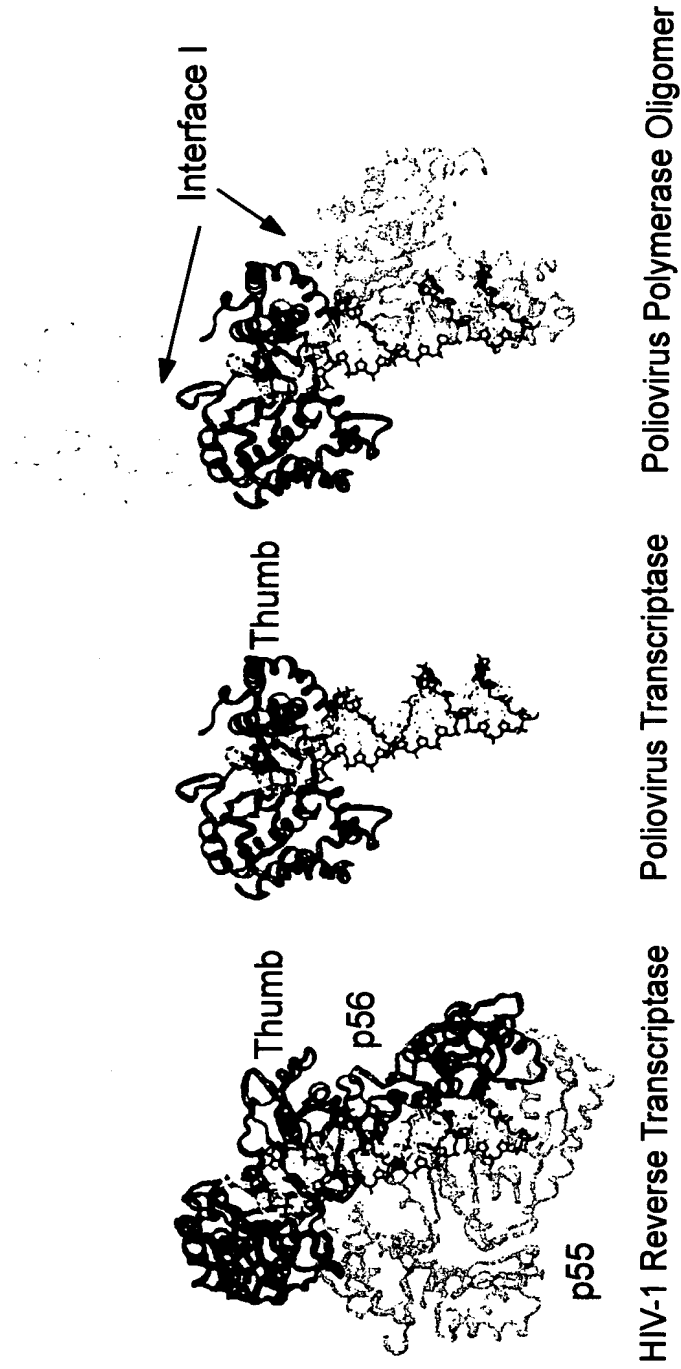 Thumb
p56
p55
HIV-1 Reverse Transcriptase
Thumb
Poliovirus Transcriptase
Interface I
Poliovirus Polymerase Oligomer